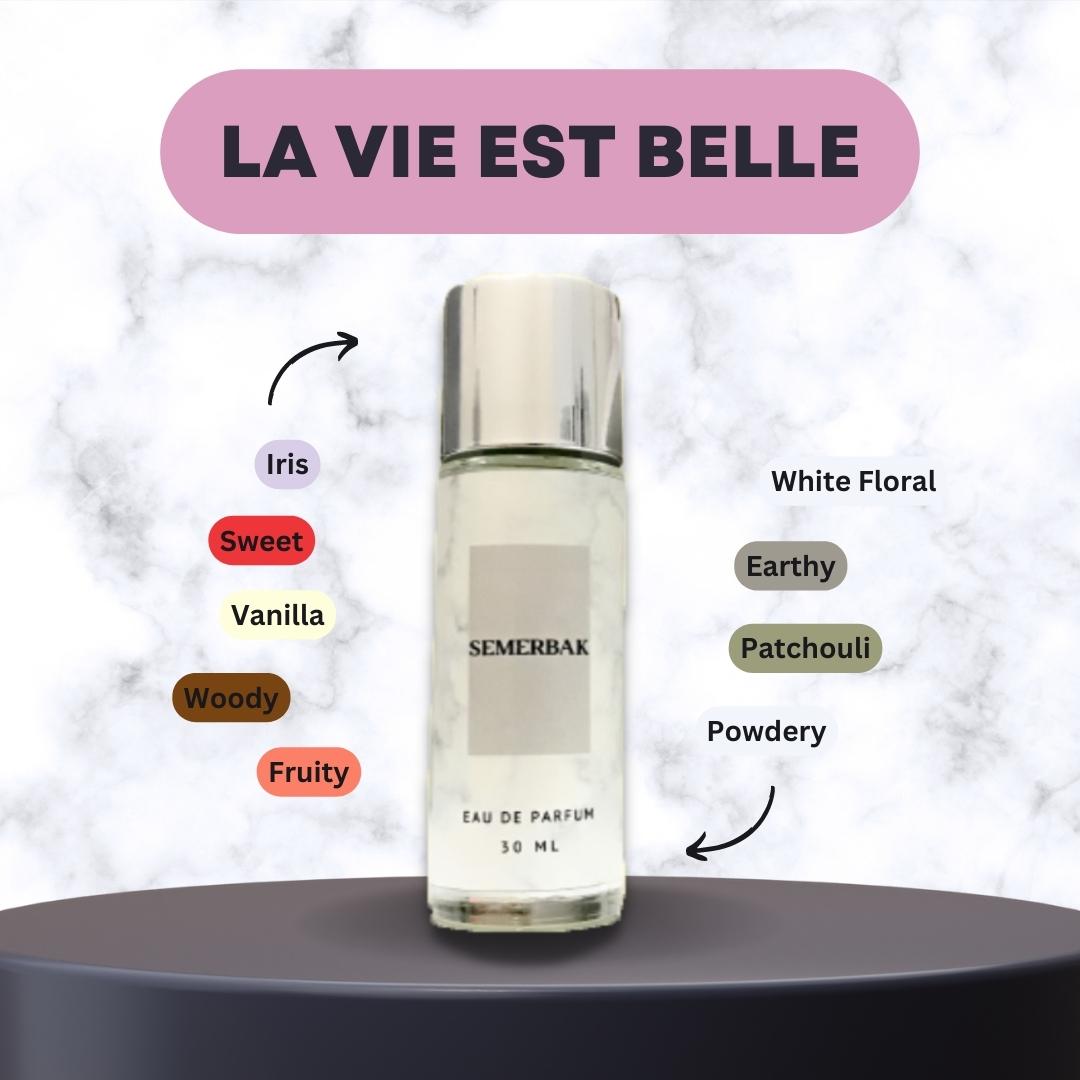 LA VIE EST BELLE
Iris
Sweet
Vanilla
Woody
Fruity
White Floral
Earthy
Patchouli
Powdery
SEMERBAK
EAU DE PARFUM
30 ML